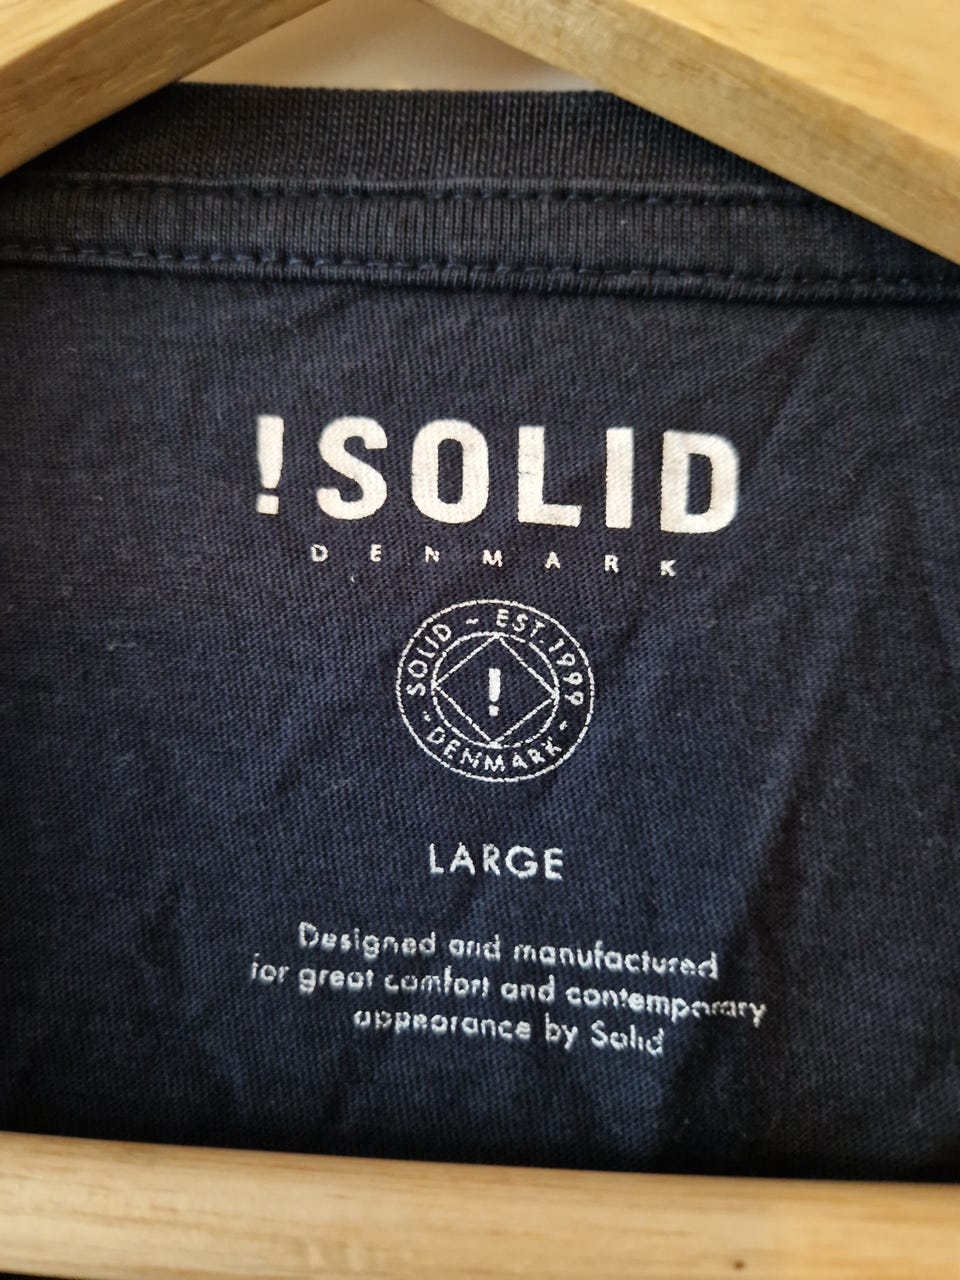 !SOLID
DENMARK
SOLID ~ EST.1999 ~ DENMARK ~
!
LARGE
Designed and manufactured
for great comfort and contemporary
appearance by Solid